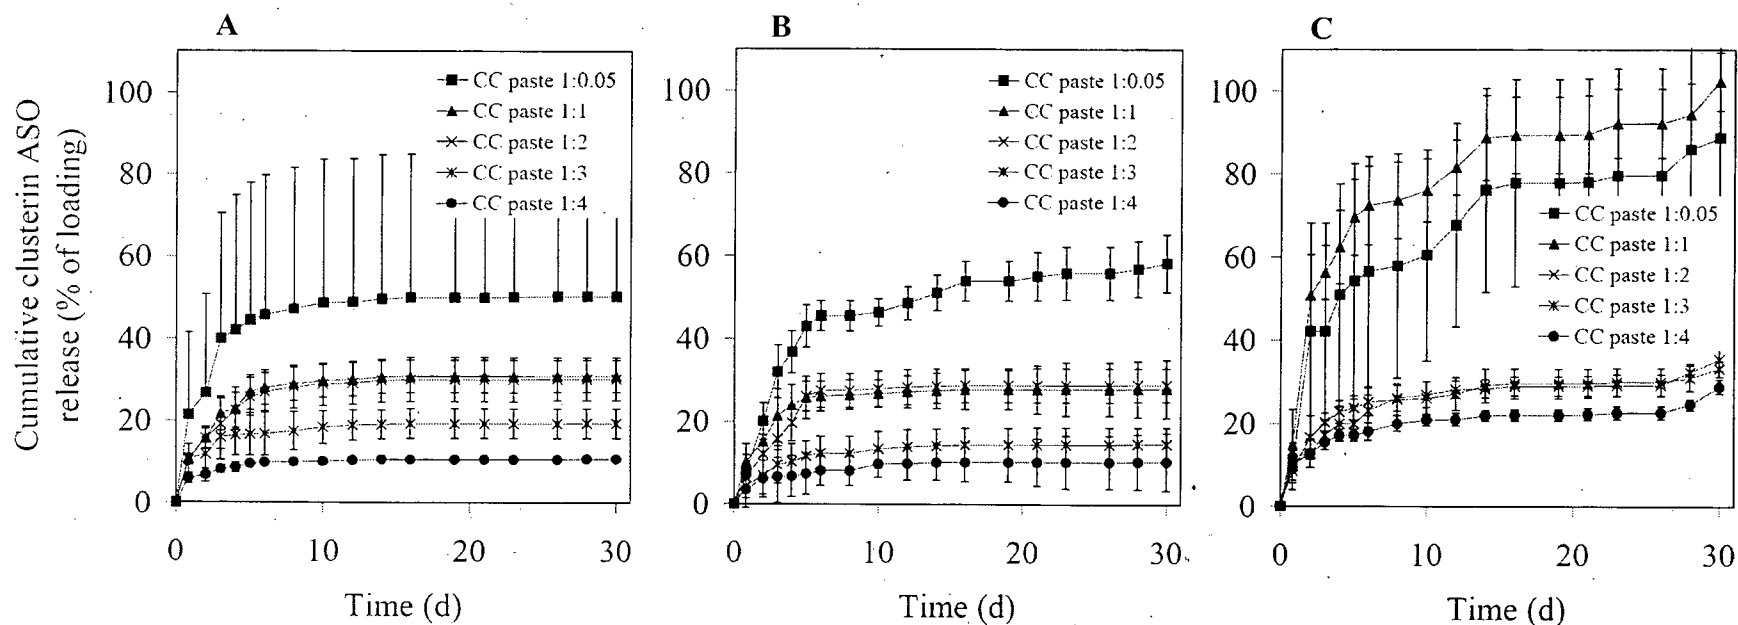 A
Cumulative clusterin ASO
release (% of loading)
100
80
60
40
20
0
CC paste 1:0.05
CC paste 1:1
CC paste 1:2
CC paste 1:3
CC paste 1:4
0 10 20 30
Time (d)
B
100
80
60
40
20
0
CC paste 1:0.05
CC paste 1:1
CC paste 1:2
CC paste 1:3
CC paste 1:4
0 10 20 30
Time (d)
C
100
80
60
40
20
0
CC paste 1:0.05
CC paste 1:1
CC paste 1:2
CC paste 1:3
CC paste 1:4
0 10 20 30
Time (d)